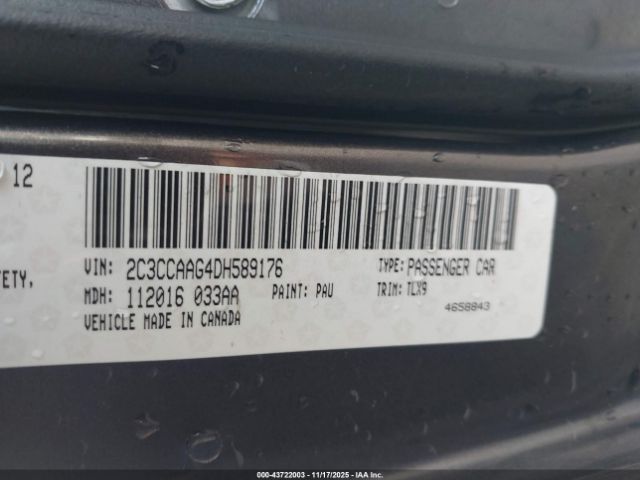 12
VIN: 2C3CCAAG4DH589176 TYPE: PASSENGER CAR
FETY,
MDH: 112016 033AA PAINT: PAU TRIM: TLX9
VEHICLE MADE IN CANADA 4658843
000-43722003 - 11/17/2025 - IAA Inc.